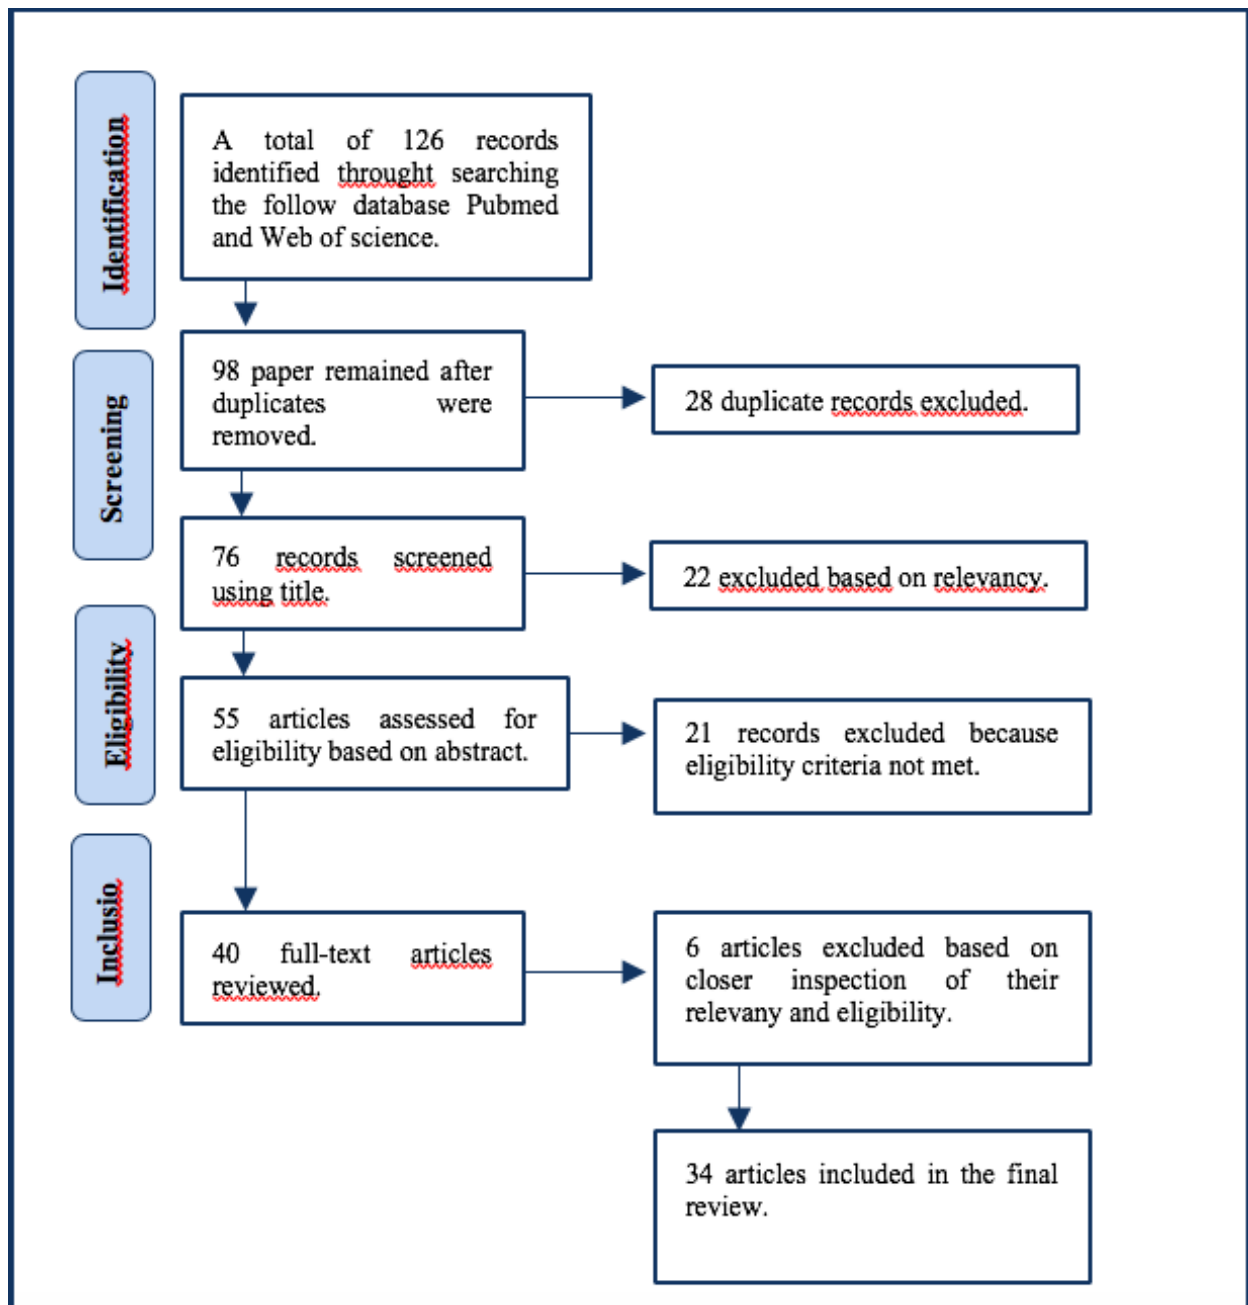 Identification
A total of 126 records
identified throught searching
the follow database Pubmed
and Web of science.
Screening
98 paper remained after
duplicates were
removed.
28 duplicate records excluded.
76 records screened
using title.
22 excluded based on relevancy.
Eligibility
55 articles assessed for
eligibility based on abstract.
21 records excluded because
eligibility criteria not met.
Inclusio
40 full-text articles
reviewed.
6 articles excluded based on
closer inspection of their
relevany and eligibility.
34 articles included in the final
review.